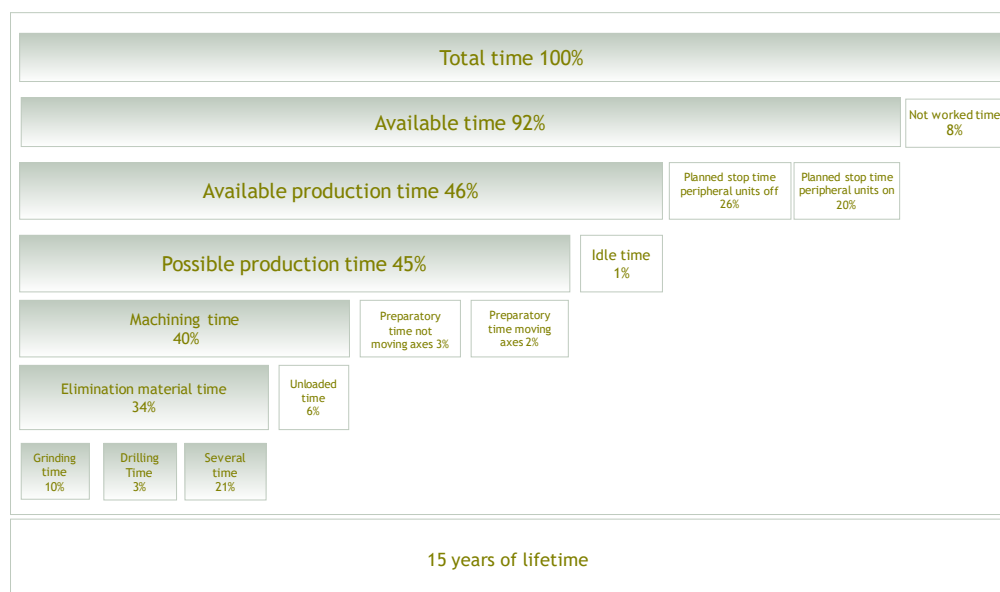 Total time 100%
Available time 92%
Not worked time
8%
Available production time 46%
Planned stop time
peripheral units off
26%
Planned stop time
peripheral units on
20%
Possible production time 45%
Idle time
1%
Machining time
40%
Preparatory
time not
moving axes 3%
Preparatory
time moving
axes 2%
Elimination material time
34%
Unloaded
time
6%
Grinding
time
10%
Drilling
Time
3%
Several
time
21%
15 years of lifetime